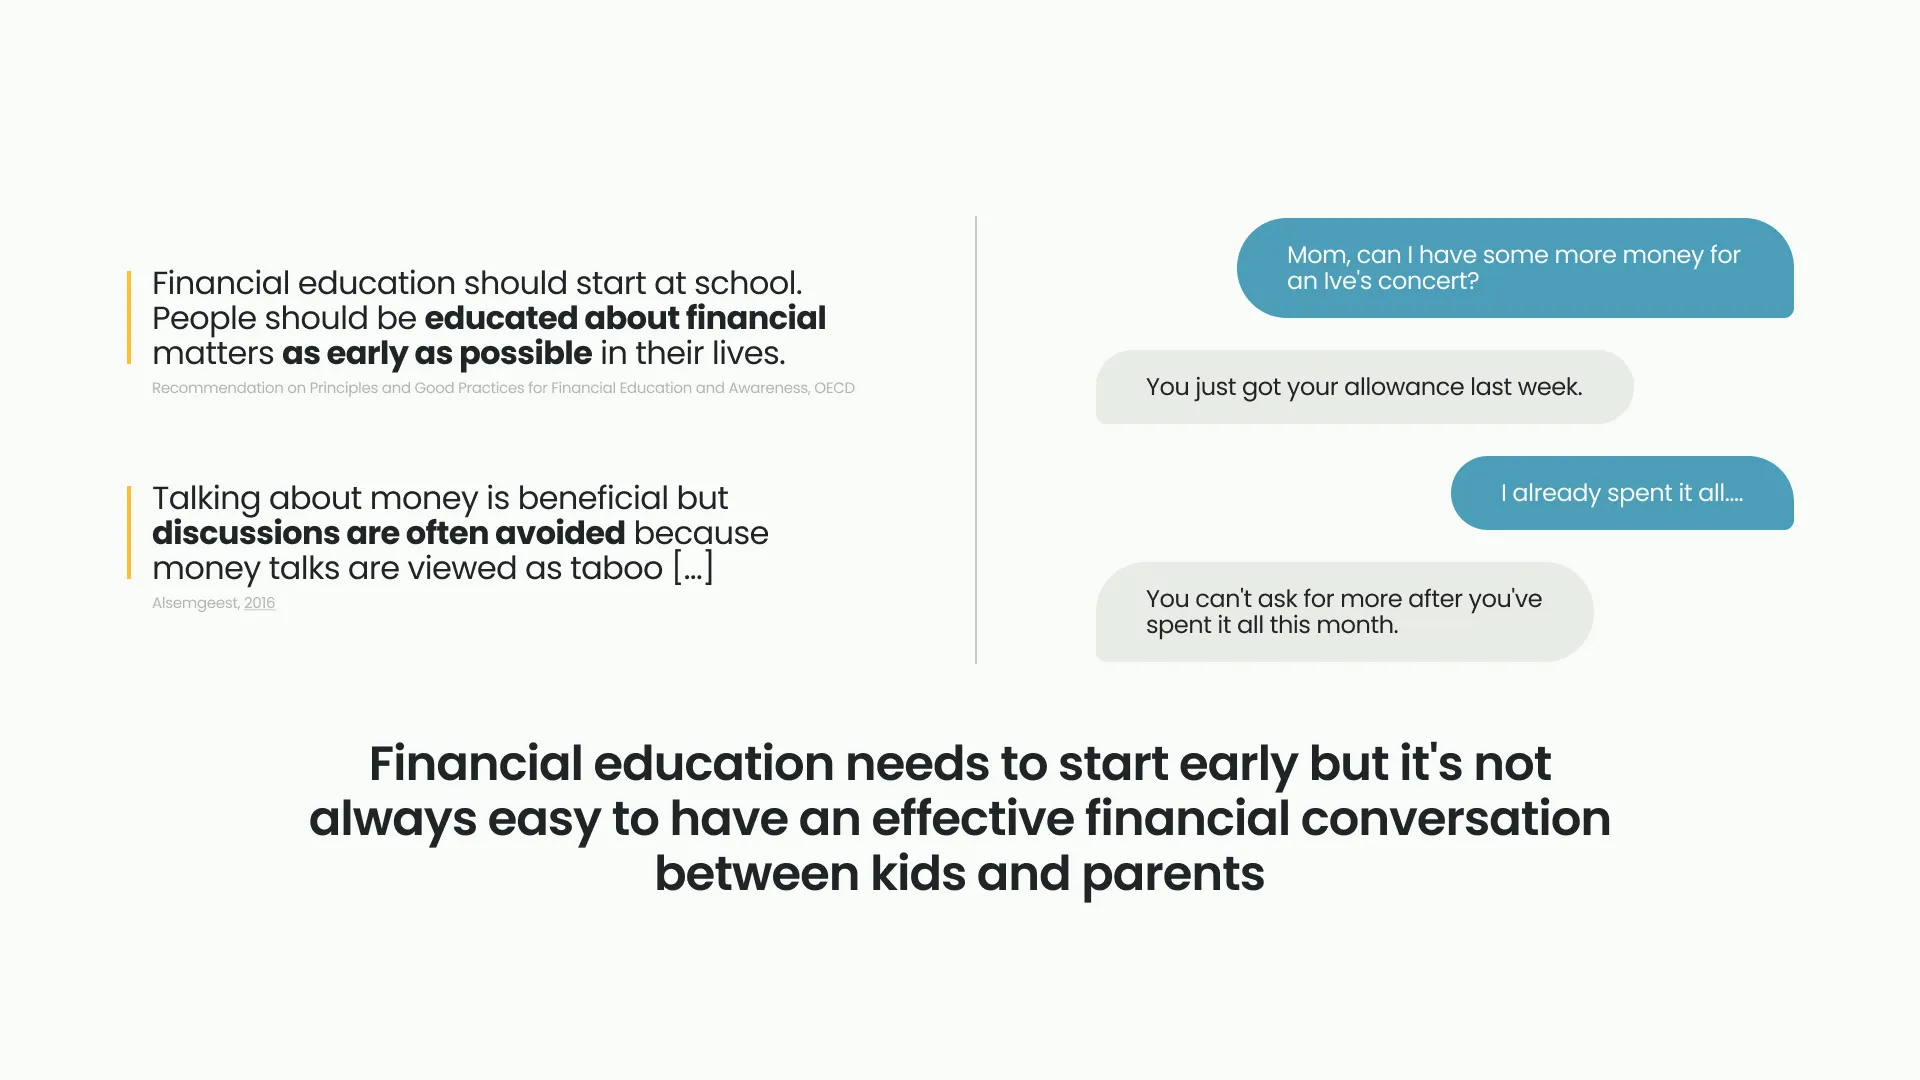 Financial education should start at school.
People should be educated about financial
matters as early as possible in their lives.
Recommendation on Principles and Good Practices for Financial Education and Awareness, OECD
Talking about money is beneficial but
discussions are often avoided because
money talks are viewed as taboo [...]
Alsemgeest, 2016
Mom, can I have some more money for
an Ive's concert?
You just got your allowance last week.
I already spent it all....
You can't ask for more after you've
spent it all this month.
Financial education needs to start early but it's not
always easy to have an effective financial conversation
between kids and parents